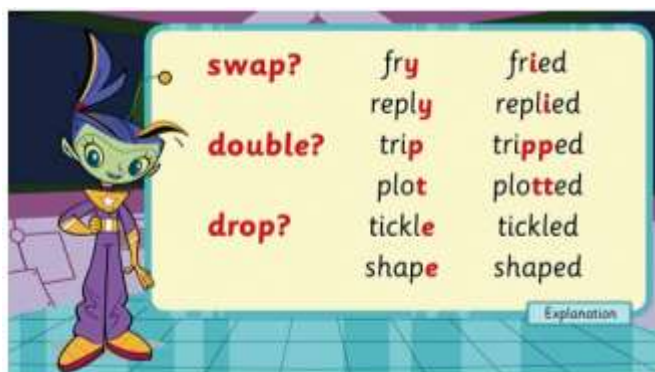 swap? fry fried
reply replied
double? trip tripped
plot plotted
drop? tickle tickled
shape shaped
Explanation